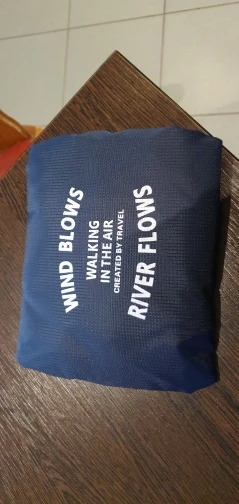 WIND BLOWS
WALKING
IN THE AIR
CREATED BY TRAVEL
RIVER FLOWS